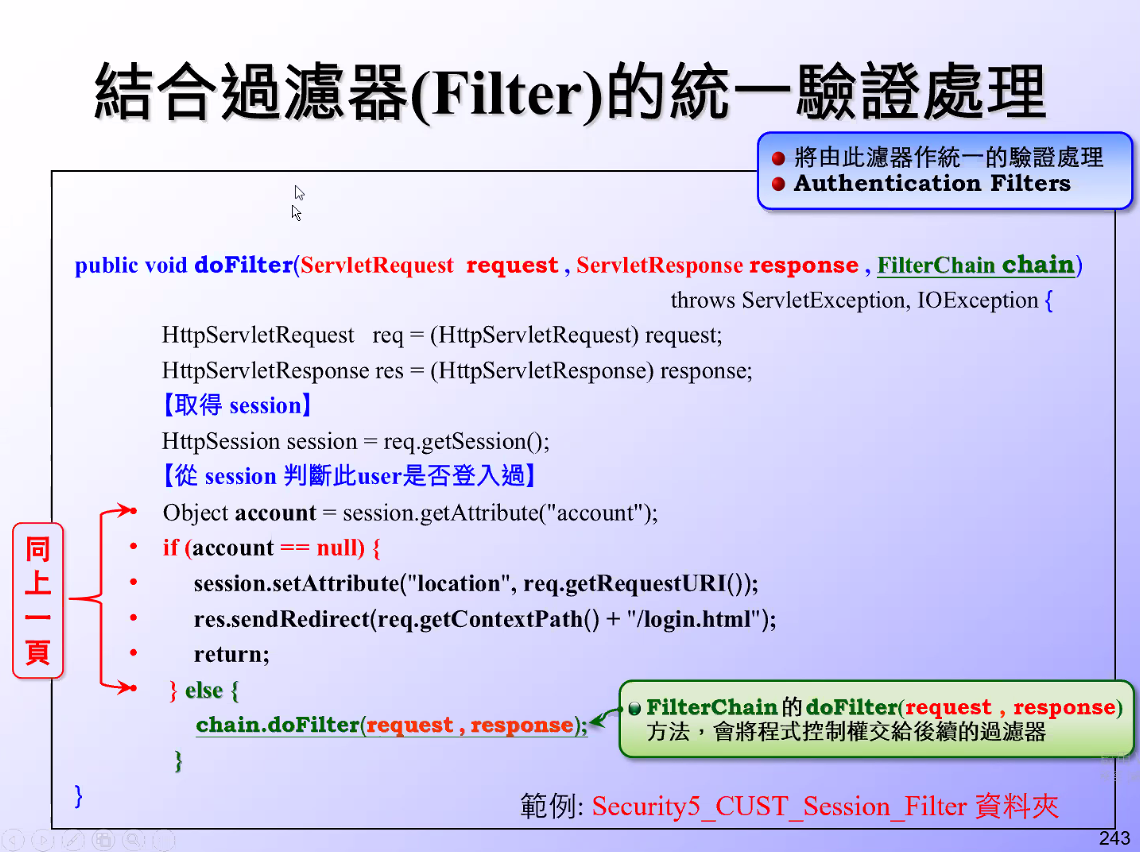 結合過濾器(Filter)的統一驗證處理
將由此濾器作統一的驗證處理
Authentication Filters
public void doFilter(ServletRequest request , ServletResponse response , FilterChain chain)
throws ServletException, IOException {
HttpServletRequest req = (HttpServletRequest) request;
HttpServletResponse res = (HttpServletResponse) response;
【取得 session】
HttpSession session = req.getSession();
【從 session 判斷此user是否登入過】
Object account = session.getAttribute("account");
if (account == null) {
session.setAttribute("location", req.getRequestURI());
res.sendRedirect(req.getContextPath() + "/login.html");
return;
} else {
chain.doFilter(request , response);
}
}
同
上
一
頁
FilterChain 的 doFilter(request , response)
方法，會將程式控制權交給後續的過濾器
範例: Security5_CUST_Session_Filter 資料夾
243